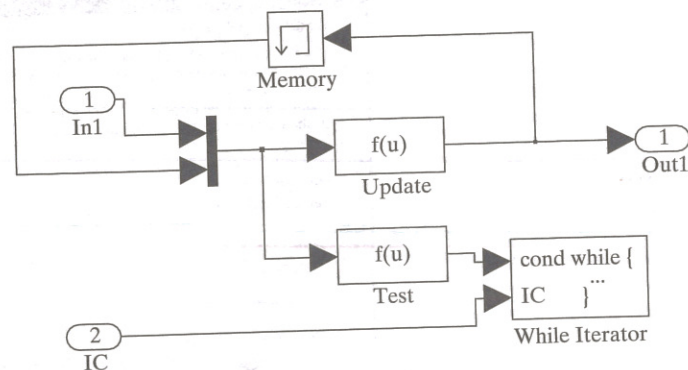 Memory
1
In1
f(u)
Update
1
Out1
f(u)
Test
cond while {
IC } ...
While Iterator
2
IC